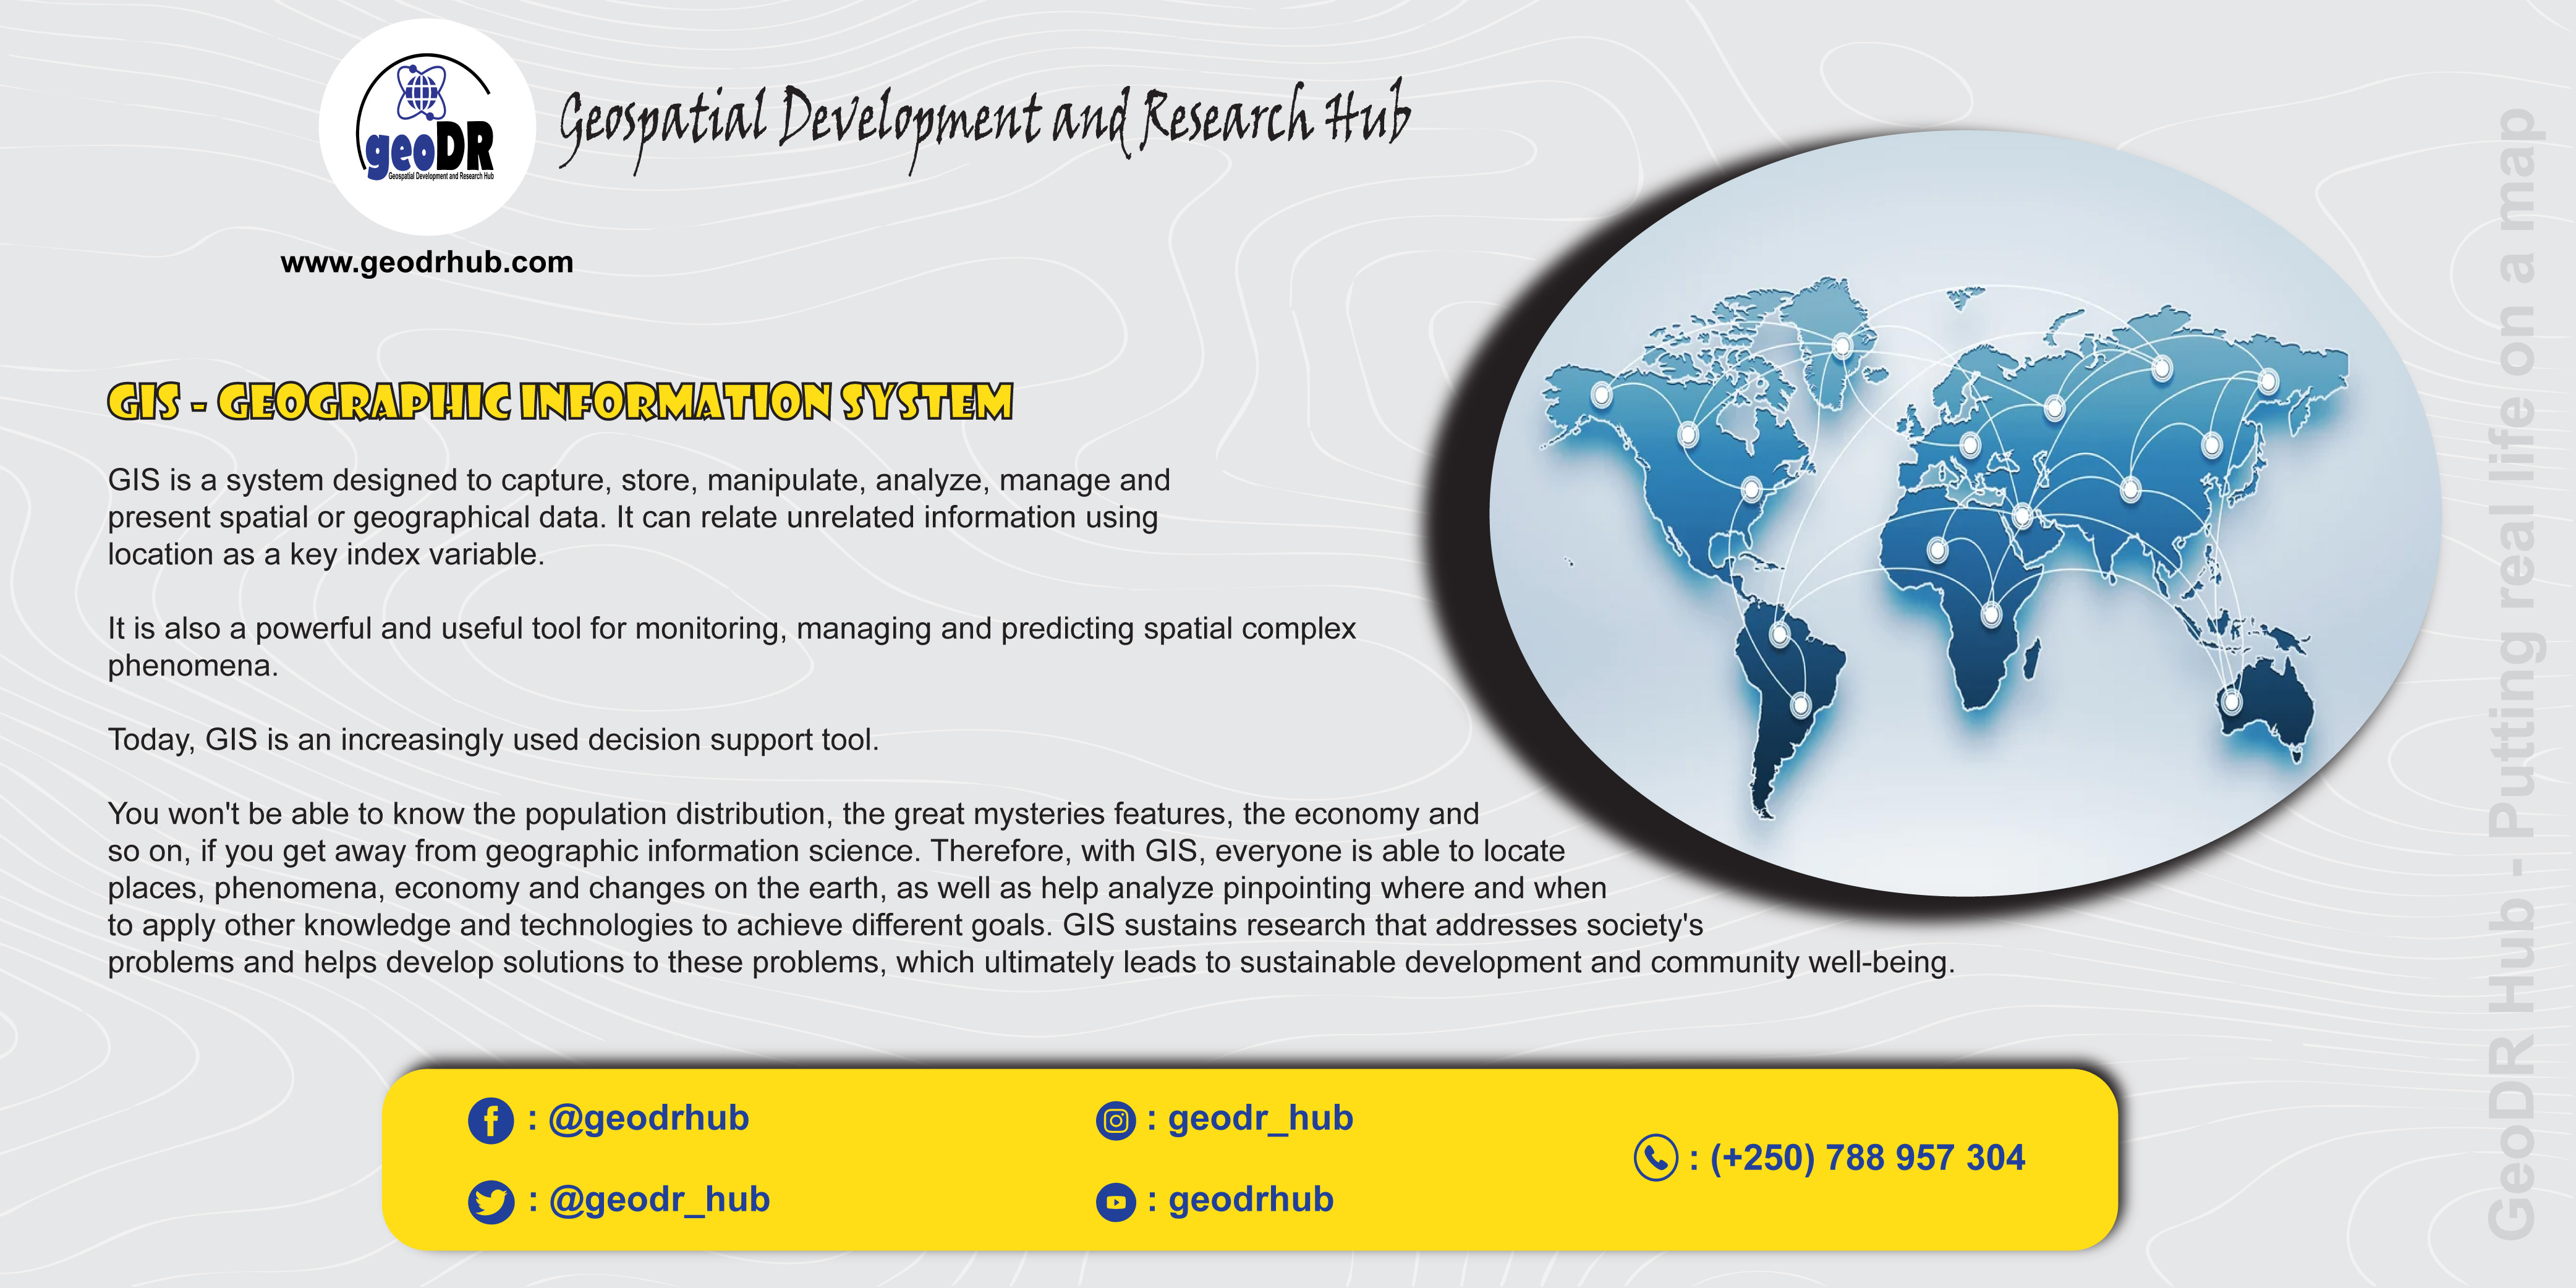 geoDR
Geospatial Development and Research Hub
Geospatial Development and Research Hub
www.geodrhub.com
GIS - GEOGRAPHIC INFORMATION SYSTEM
GIS is a system designed to capture, store, manipulate, analyze, manage and
present spatial or geographical data. It can relate unrelated information using
location as a key index variable.
It is also a powerful and useful tool for monitoring, managing and predicting spatial complex
phenomena.
Today, GIS is an increasingly used decision support tool.
You won't be able to know the population distribution, the great mysteries features, the economy and
so on, if you get away from geographic information science. Therefore, with GIS, everyone is able to locate
places, phenomena, economy and changes on the earth, as well as help analyze pinpointing where and when
to apply other knowledge and technologies to achieve different goals. GIS sustains research that addresses society's
problems and helps develop solutions to these problems, which ultimately leads to sustainable development and community well-being.
: @geodrhub
: @geodr_hub
: geodr_hub
: geodrhub
: (+250) 788 957 304
GeoDR Hub - Putting real life on a map